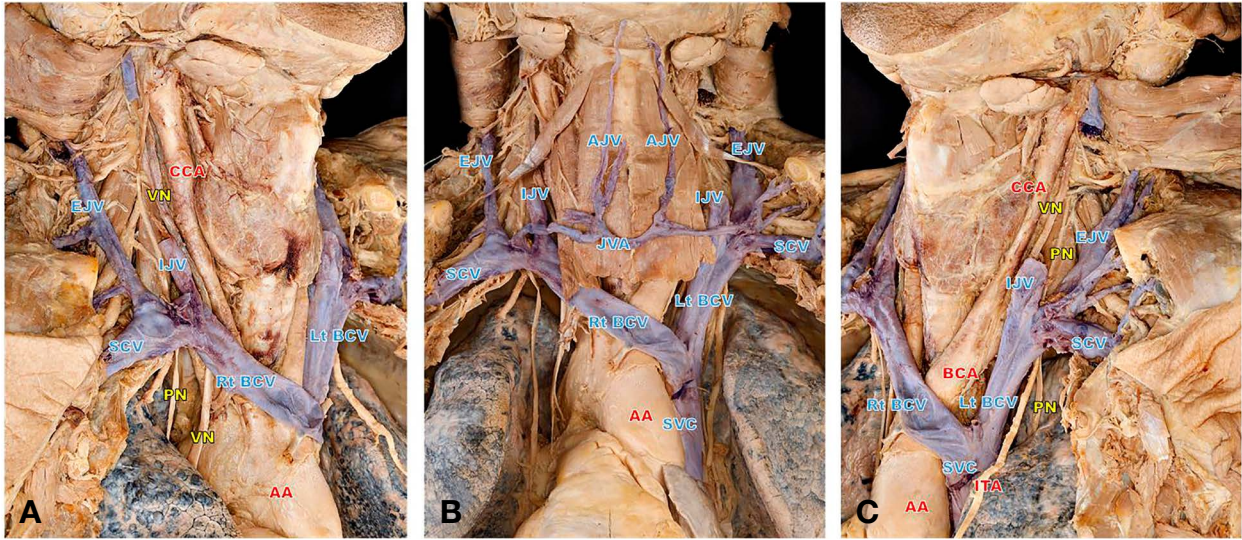 CCA
VN
EJV
IJV
SCV
Lt BCV
Rt BCV
PN
VN
AA
A
AJV
AJV
EJV
EJV
IJV
IJV
JVA
SCV
SCV
Lt BCV
Rt BCV
AA
SVC
B
CCA
VN
EJV
PN
IJV
SCV
BCA
Rt BCV
Lt BCV
PN
SVC
ITA
AA
C